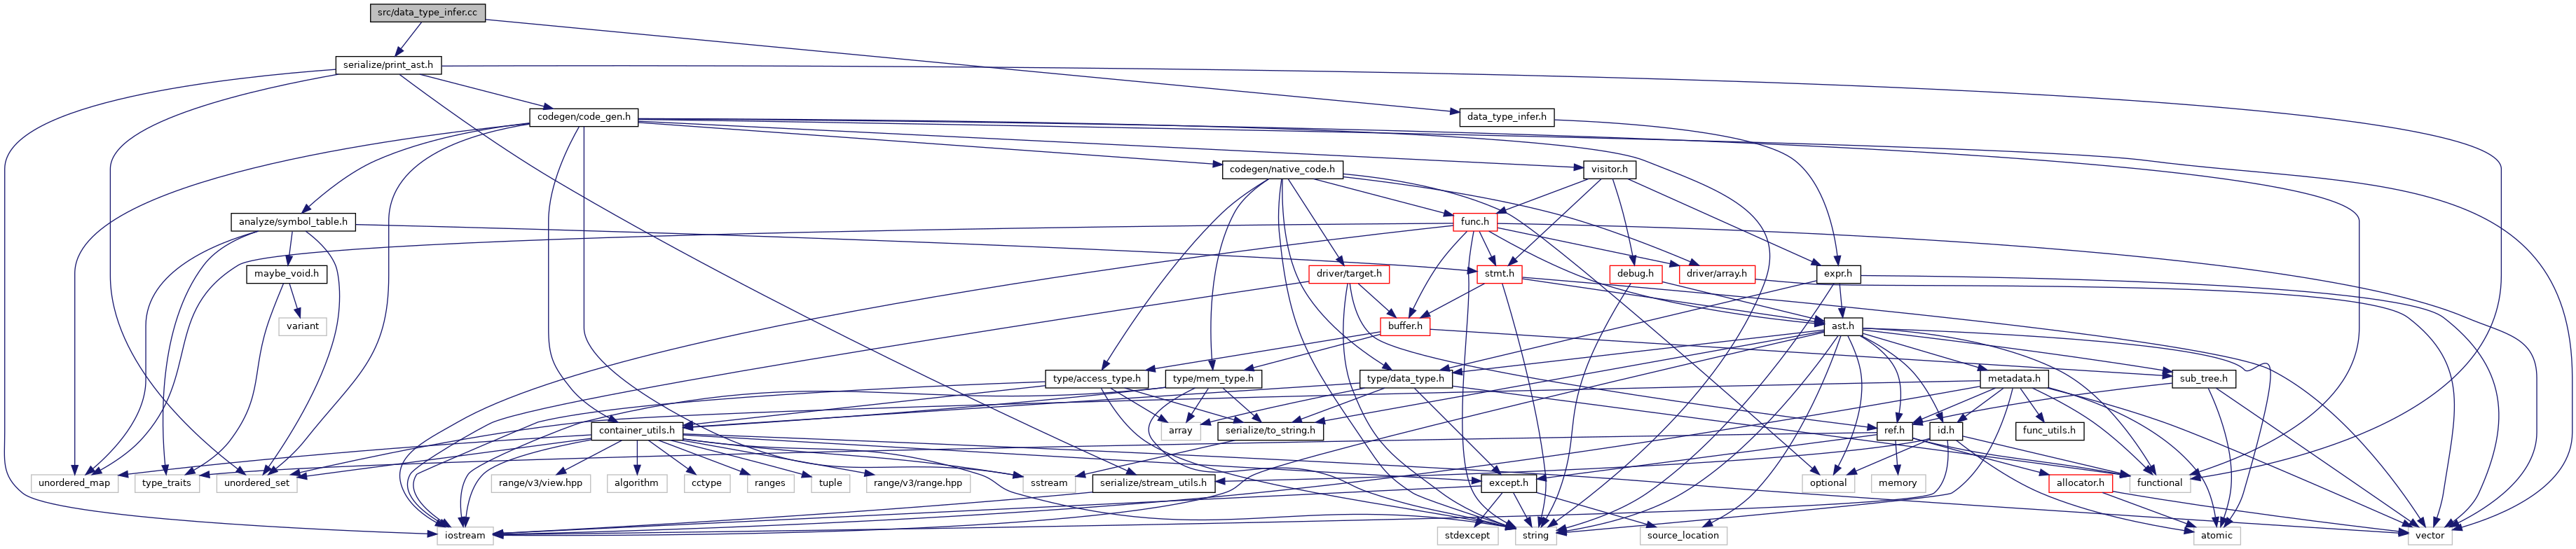 src/data_type_infer.cc
serialize/print_ast.h
codegen/code_gen.h
data_type_infer.h
codegen/native_code.h
visitor.h
analyze/symbol_table.h
func.h
maybe_void.h
driver/target.h
stmt.h
debug.h
driver/array.h
expr.h
variant
buffer.h
ast.h
type/access_type.h
type/mem_type.h
type/data_type.h
metadata.h
sub_tree.h
container_utils.h
array
serialize/to_string.h
ref.h
id.h
func_utils.h
unordered_map
type_traits
unordered_set
range/v3/view.hpp
algorithm
cctype
ranges
tuple
range/v3/range.hpp
sstream
serialize/stream_utils.h
except.h
optional
memory
allocator.h
functional
iostream
stdexcept
string
source_location
atomic
vector